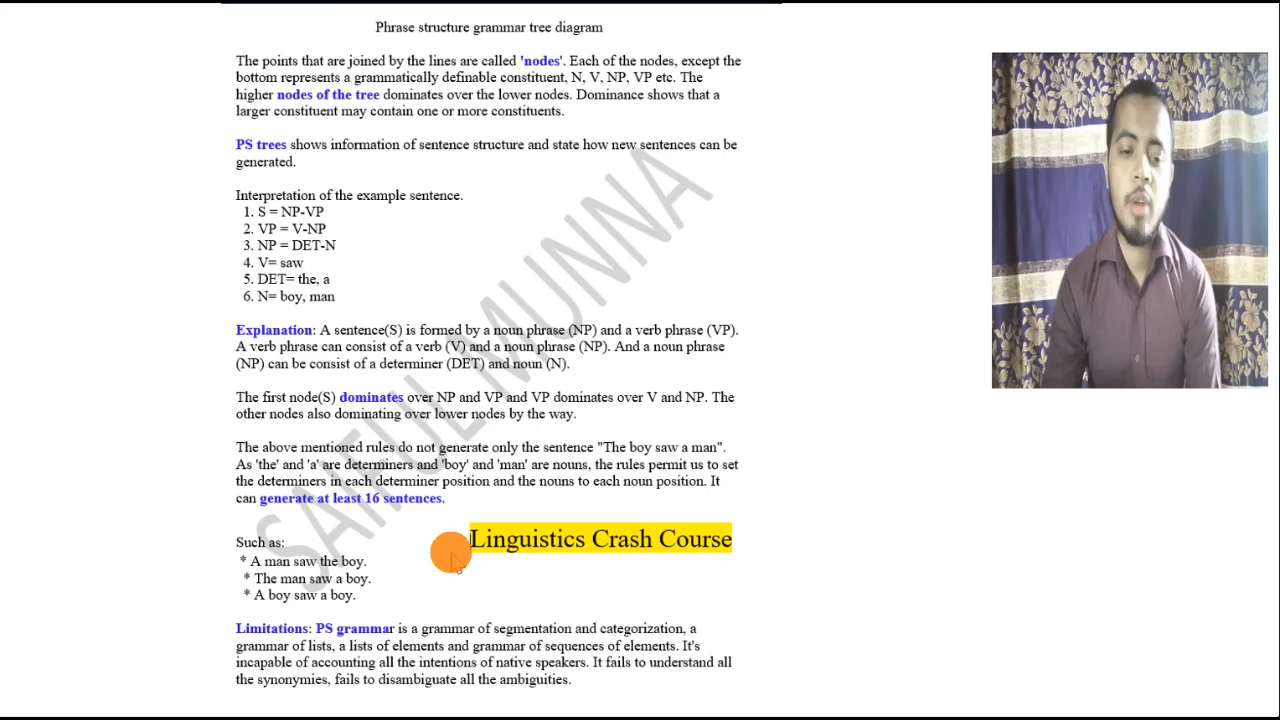 Phrase structure grammar tree diagram
The points that are joined by the lines are called 'nodes'. Each of the nodes, except the
bottom represents a grammatically definable constituent, N, V, NP, VP etc. The
higher nodes of the tree dominates over the lower nodes. Dominance shows that a
larger constituent may contain one or more constituents.
PS trees shows information of sentence structure and state how new sentences can be
generated.
Interpretation of the example sentence.
1. S = NP-VP
2. VP = V-NP
3. NP = DET-N
4. V= saw
5. DET= the, a
6. N= boy, man
Explanation: A sentence(S) is formed by a noun phrase (NP) and a verb phrase (VP).
A verb phrase can consist of a verb (V) and a noun phrase (NP). And a noun phrase
(NP) can be consist of a determiner (DET) and noun (N).
The first node(S) dominates over NP and VP and VP dominates over V and NP. The
other nodes also dominating over lower nodes by the way.
The above mentioned rules do not generate only the sentence "The boy saw a man".
As 'the' and 'a' are determiners and 'boy' and 'man' are nouns, the rules permit us to set
the determiners in each determiner position and the nouns to each noun position. It
can generate at least 16 sentences.
Linguistics Crash Course
Such as:
* A man saw the boy.
* The man saw a boy.
* A boy saw a boy.
Limitations: PS grammar is a grammar of segmentation and categorization, a
grammar of lists, a lists of elements and grammar of sequences of elements. It's
incapable of accounting all the intentions of native speakers. It fails to understand all
the synonymies, fails to disambiguate all the ambiguities.
SAIFUL MUNNA